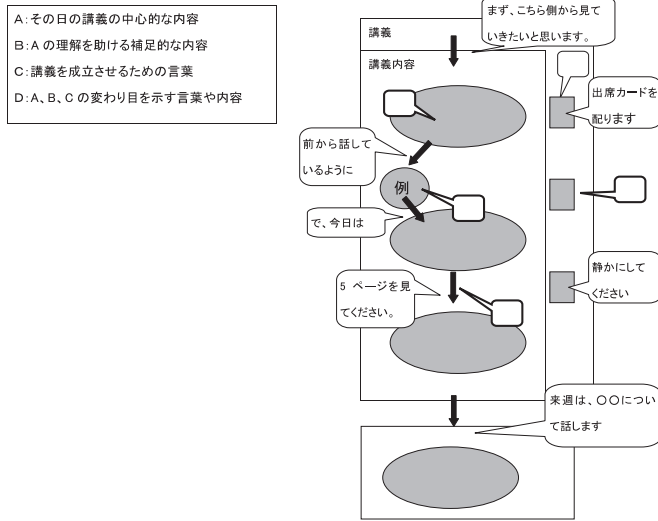 A:その日の講義の中心的な内容
B:Aの理解を助ける補足的な内容
C:講義を成立させるための言葉
D:A、B、Cの変わり目を示す言葉や内容
まず、こちら側から見て
いきたいと思います。
講義
講義内容
出席カードを
配ります
前から話して
いるように
例
で、今日は
静かにして
ください
5 ページを見
てください。
来週は、〇〇につい
て話します